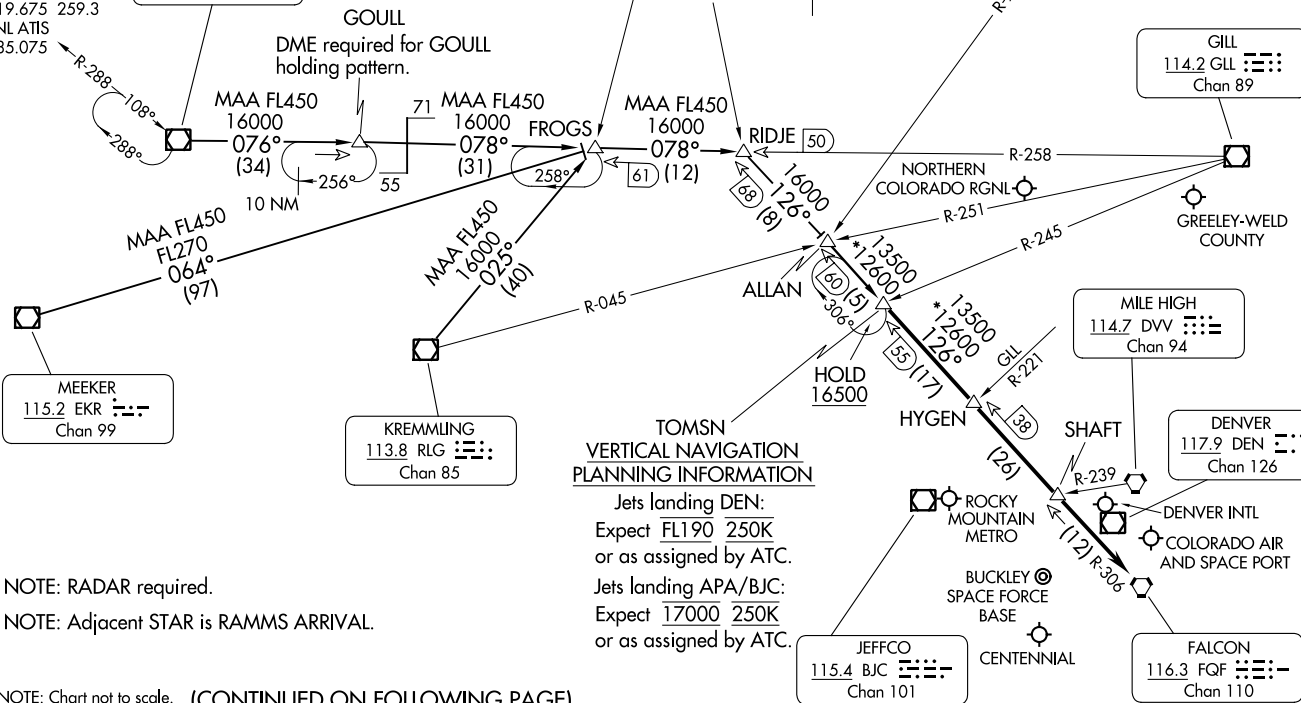 19.675 259.3
NL ATIS
35.075
R-288
108°
288°
GOULL
DME required for GOULL
holding pattern.
MAA FL450
16000
076°
(34)
256°
10 NM
71
55
MAA FL450
16000
078°
(31)
FROGS
258°
61
MAA FL450
16000
078°
(12)
RIDJE
50
68
16000
126°
(8)
R-258
NORTHERN
COLORADO RGNL
R-251
R-245
GILL
114.2 GLL
Chan 89
GREELEY-WELD
COUNTY
MAA FL450
FL270
064°
(97)
MAA FL450
16000
025°
(40)
R-045
ALLAN
60
(5)
306°
13500
*12600
13500
*12600
126°
55
(17)
HOLD
16500
GLL
R-221
HYGEN
38
(26)
SHAFT
R-239
MILE HIGH
114.7 DVV
Chan 94
DENVER
117.9 DEN
Chan 126
MEEKER
115.2 EKR
Chan 99
KREMMLING
113.8 RLG
Chan 85
TOMSN
VERTICAL NAVIGATION
PLANNING INFORMATION
Jets landing DEN:
Expect FL190 250K
or as assigned by ATC.
Jets landing APA/BJC:
Expect 17000 250K
or as assigned by ATC.
ROCKY
MOUNTAIN
METRO
DENVER INTL
COLORADO AIR
AND SPACE PORT
(12)
R-306
BUCKLEY
SPACE FORCE
BASE
CENTENNIAL
JEFFCO
115.4 BJC
Chan 101
FALCON
116.3 FQF
Chan 110
NOTE: RADAR required.
NOTE: Adjacent STAR is RAMMS ARRIVAL.
NOTE: Chart not to scale.
(CONTINUED ON FOLLOWING PAGE)